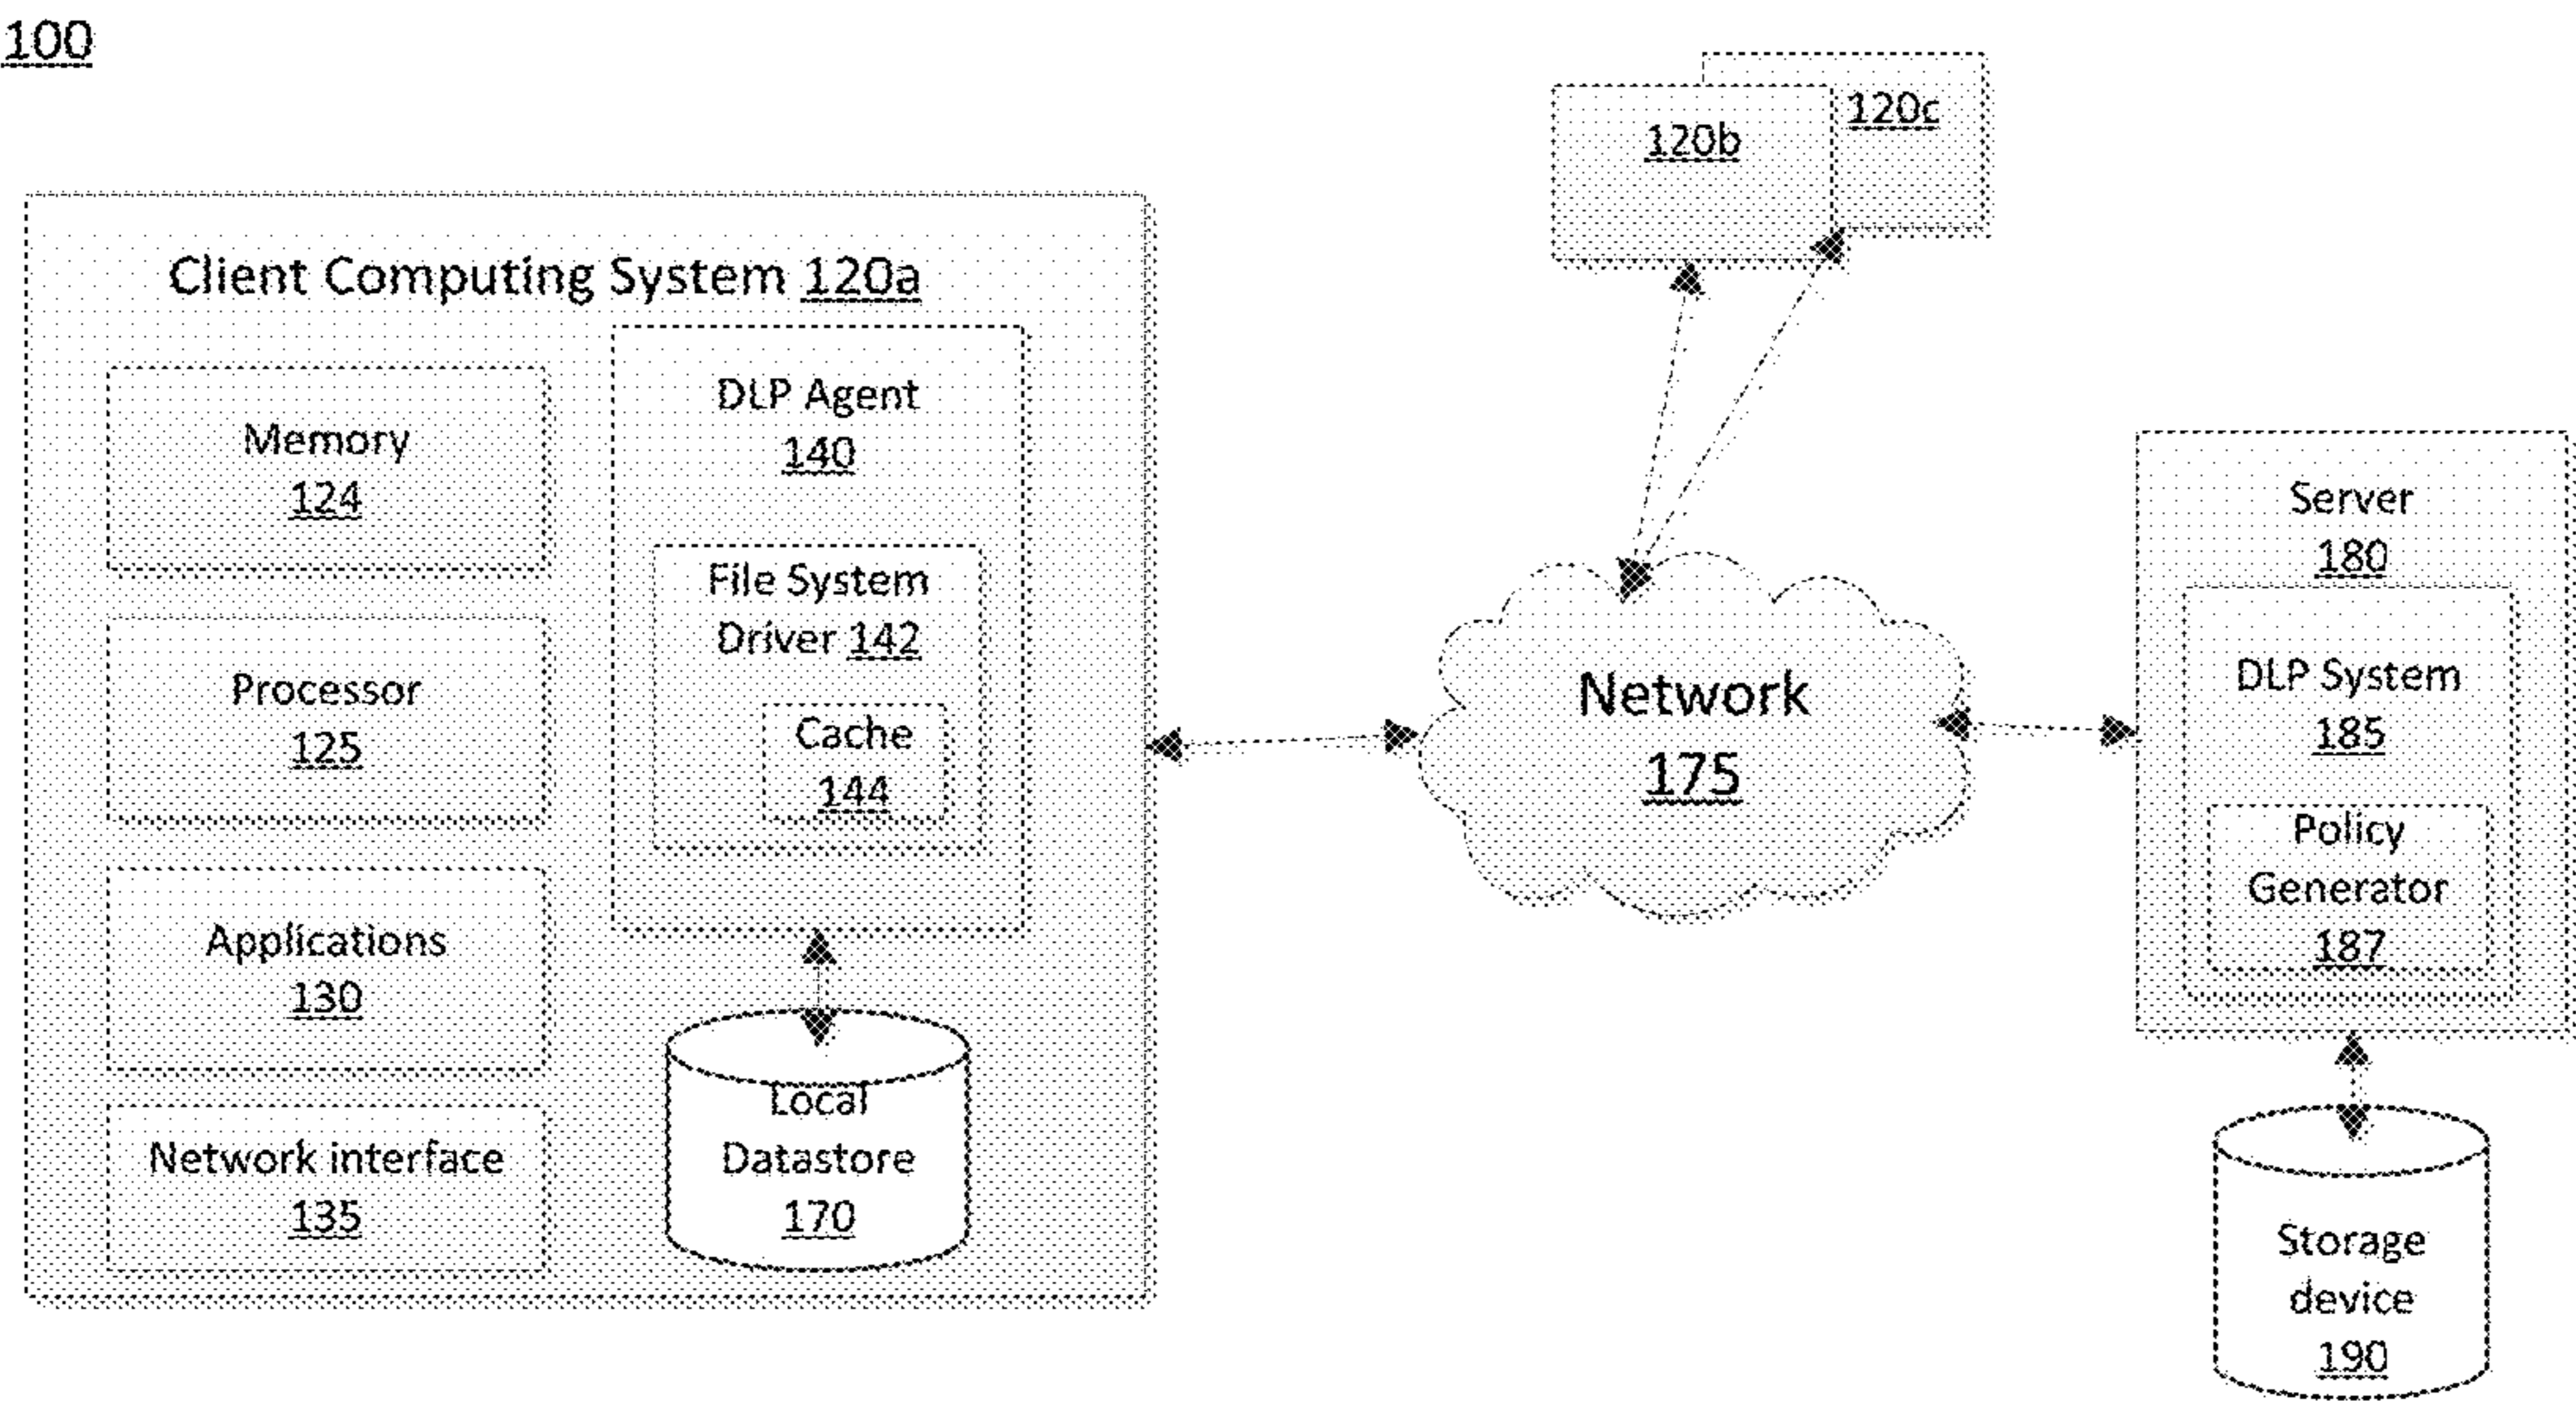 100
120b
120c
Client Computing System 120a
Memory
124
Processor
125
Applications
130
Network interface
135
DLP Agent
140
File System
Driver 142
Cache
144
Local
Datastore
170
Network
175
Server
180
DLP System
185
Policy
Generator
187
Storage
device
190